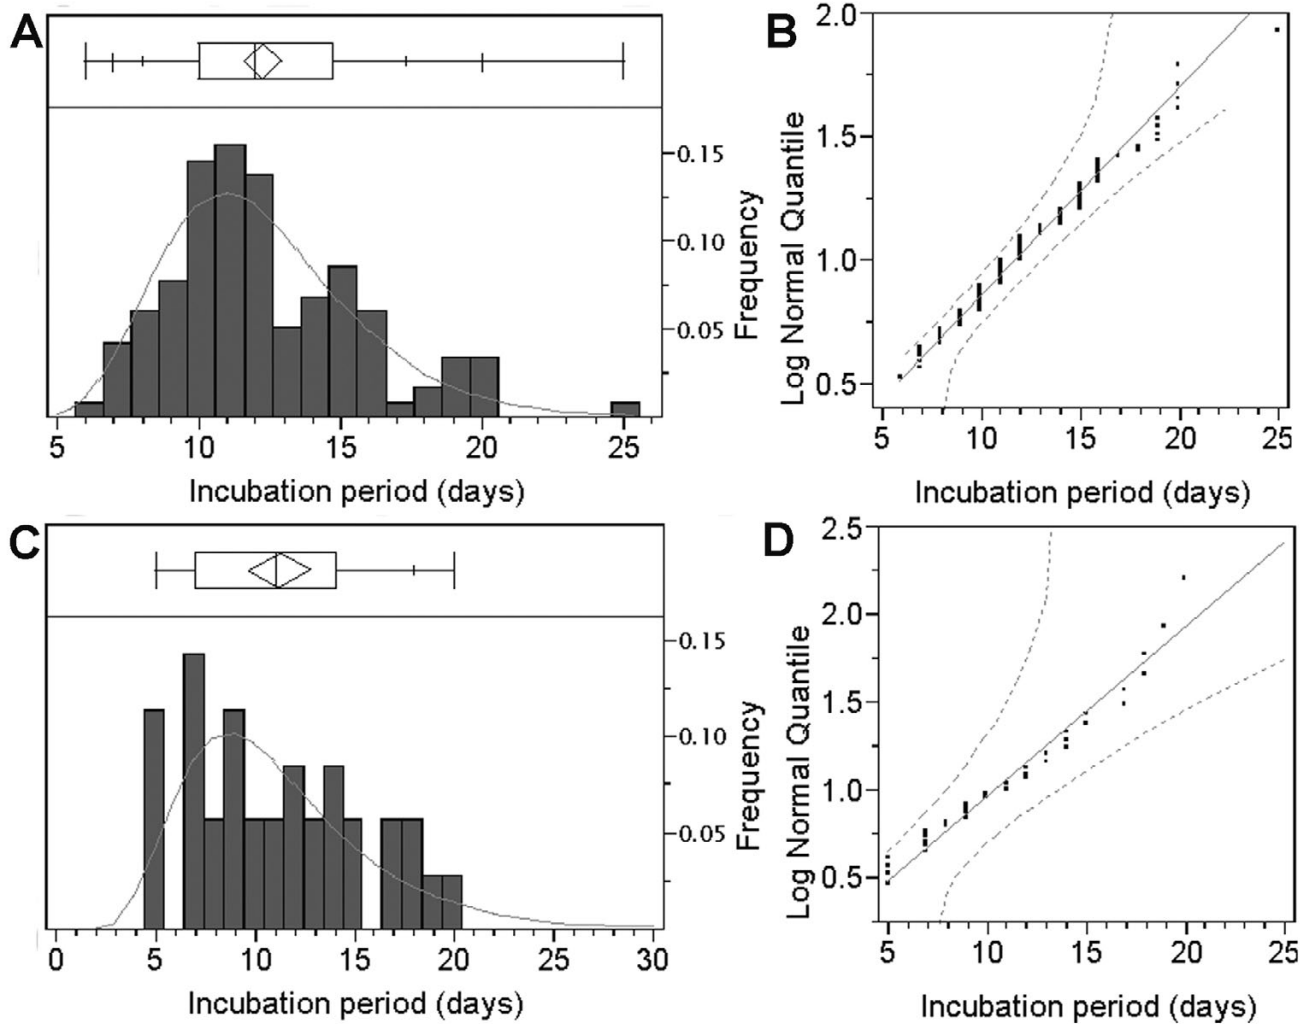 A
0.15
0.10
0.05
Frequency
5 10 15 20 25
Incubation period (days)
B
2.0
1.5
1.0
0.5
Log Normal Quantile
5 10 15 20 25
Incubation period (days)
C
0.15
0.10
0.05
Frequency
0 5 10 15 20 25 30
Incubation period (days)
D
2.5
2.0
1.5
1.0
0.5
Log Normal Quantile
5 10 15 20 25
Incubation period (days)